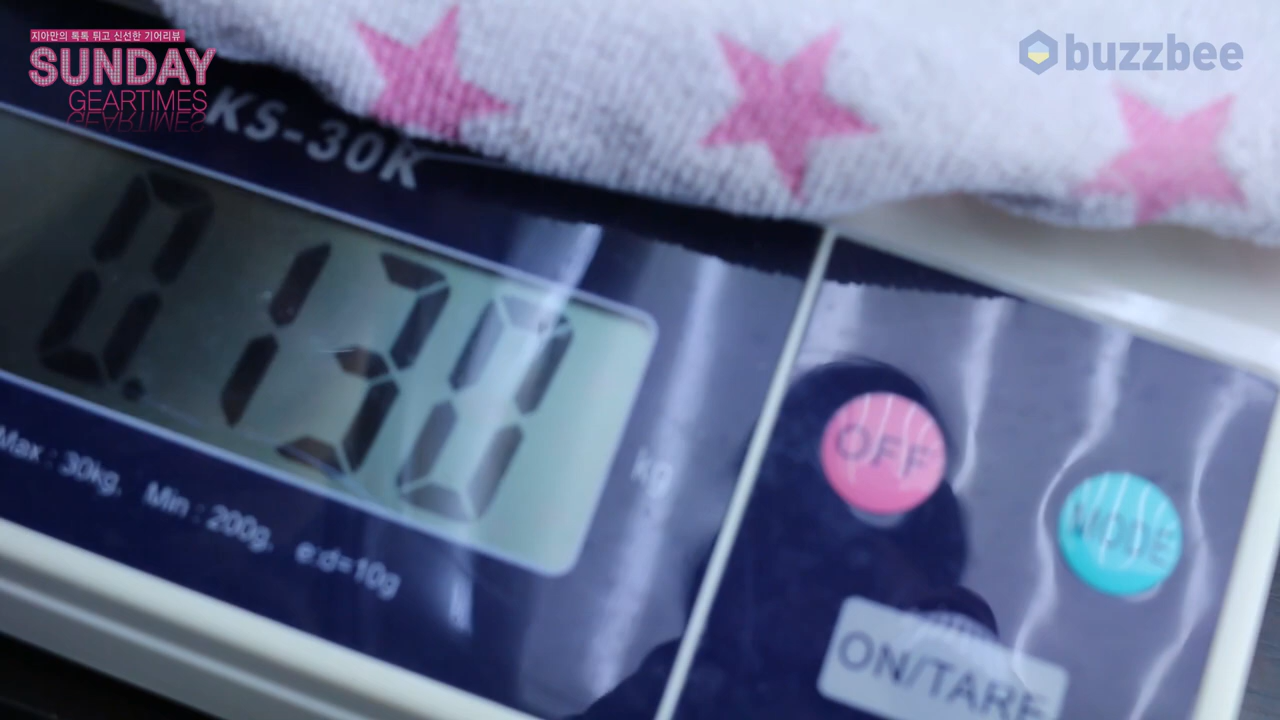 지아만의 톡톡 튀고 신선한 기어리뷰
SUNDAY
GEARTIMES
buzzbee
KS-30K
0.130
kg
Max : 30kg, Min : 200g, e:d=10g
OFF
MODE
ON/TARE